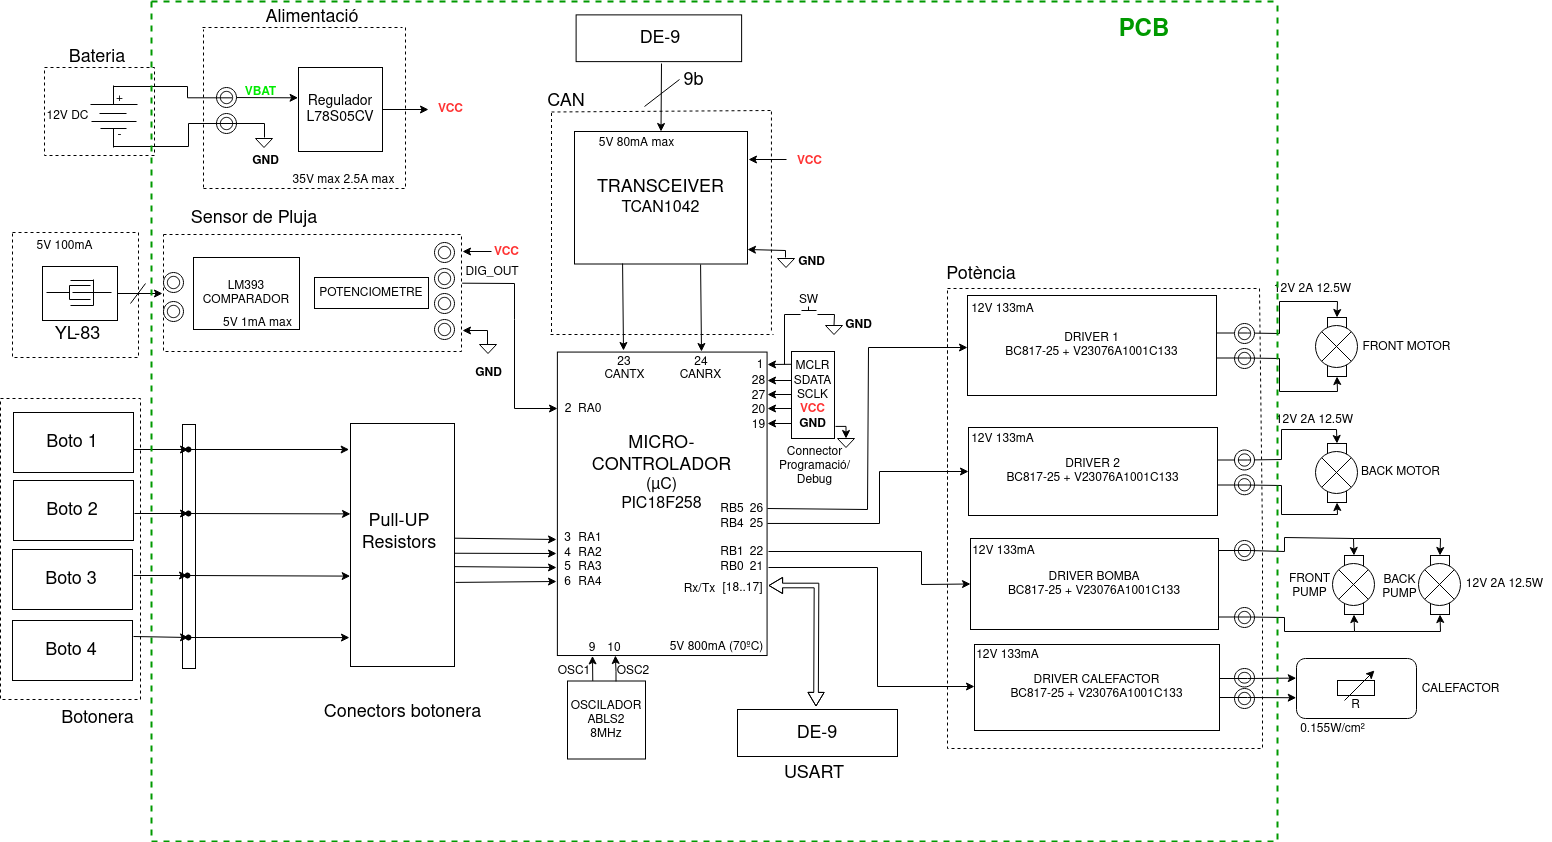 PCB
Alimentació
Bateria
12V DC
+
-
VBAT
GND
Regulador
L78S05CV
VCC
35V max 2.5A max
DE-9
9b
CAN
5V 80mA max
TRANSCEIVER
TCAN1042
VCC
GND
Sensor de Pluja
5V 100mA
YL-83
LM393
COMPARADOR
5V 1mA max
POTENCIOMETRE
VCC
DIG_OUT
GND
Botonera
Boto 1
Boto 2
Boto 3
Boto 4
Pull-UP
Resistors
Conectors botonera
23
CANTX
24
CANRX
2 RA0
MICRO-
CONTROLADOR
(µC)
PIC18F258
3 RA1
4 RA2
5 RA3
6 RA4
9 10
OSC1
OSC2
OSCILADOR
ABLS2
8MHz
1
28
27
20
19
RB5 26
RB4 25
RB1 22
RB0 21
Rx/Tx [18..17]
5V 800mA (70ºC)
SW
GND
MCLR
SDATA
SCLK
VCC
GND
Connector
Programació/
Debug
DE-9
USART
Potència
12V 133mA
DRIVER 1
BC817-25 + V23076A1001C133
12V 133mA
DRIVER 2
BC817-25 + V23076A1001C133
12V 133mA
DRIVER BOMBA
BC817-25 + V23076A1001C133
12V 133mA
DRIVER CALEFACTOR
BC817-25 + V23076A1001C133
12V 2A 12.5W
FRONT MOTOR
12V 2A 12.5W
BACK MOTOR
FRONT
PUMP
BACK
PUMP
12V 2A 12.5W
R
CALEFACTOR
0.155W/cm²